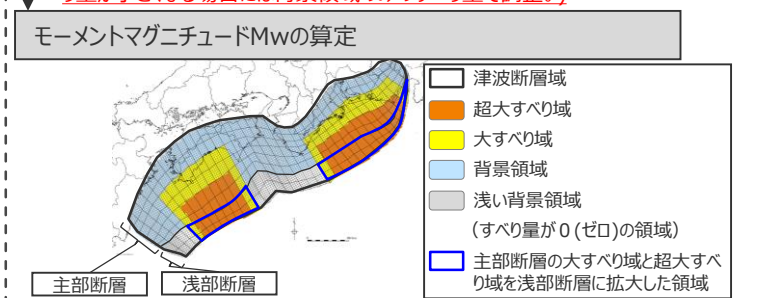 モーメントマグニチュードMwの算定
津波断層域
超大すべり域
大すべり域
背景領域
浅い背景領域
(すべり量が0(ゼロ)の領域)
主部断層の大すべり域と超大すべ
り域を浅部断層に拡大した領域
主部断層
浅部断層